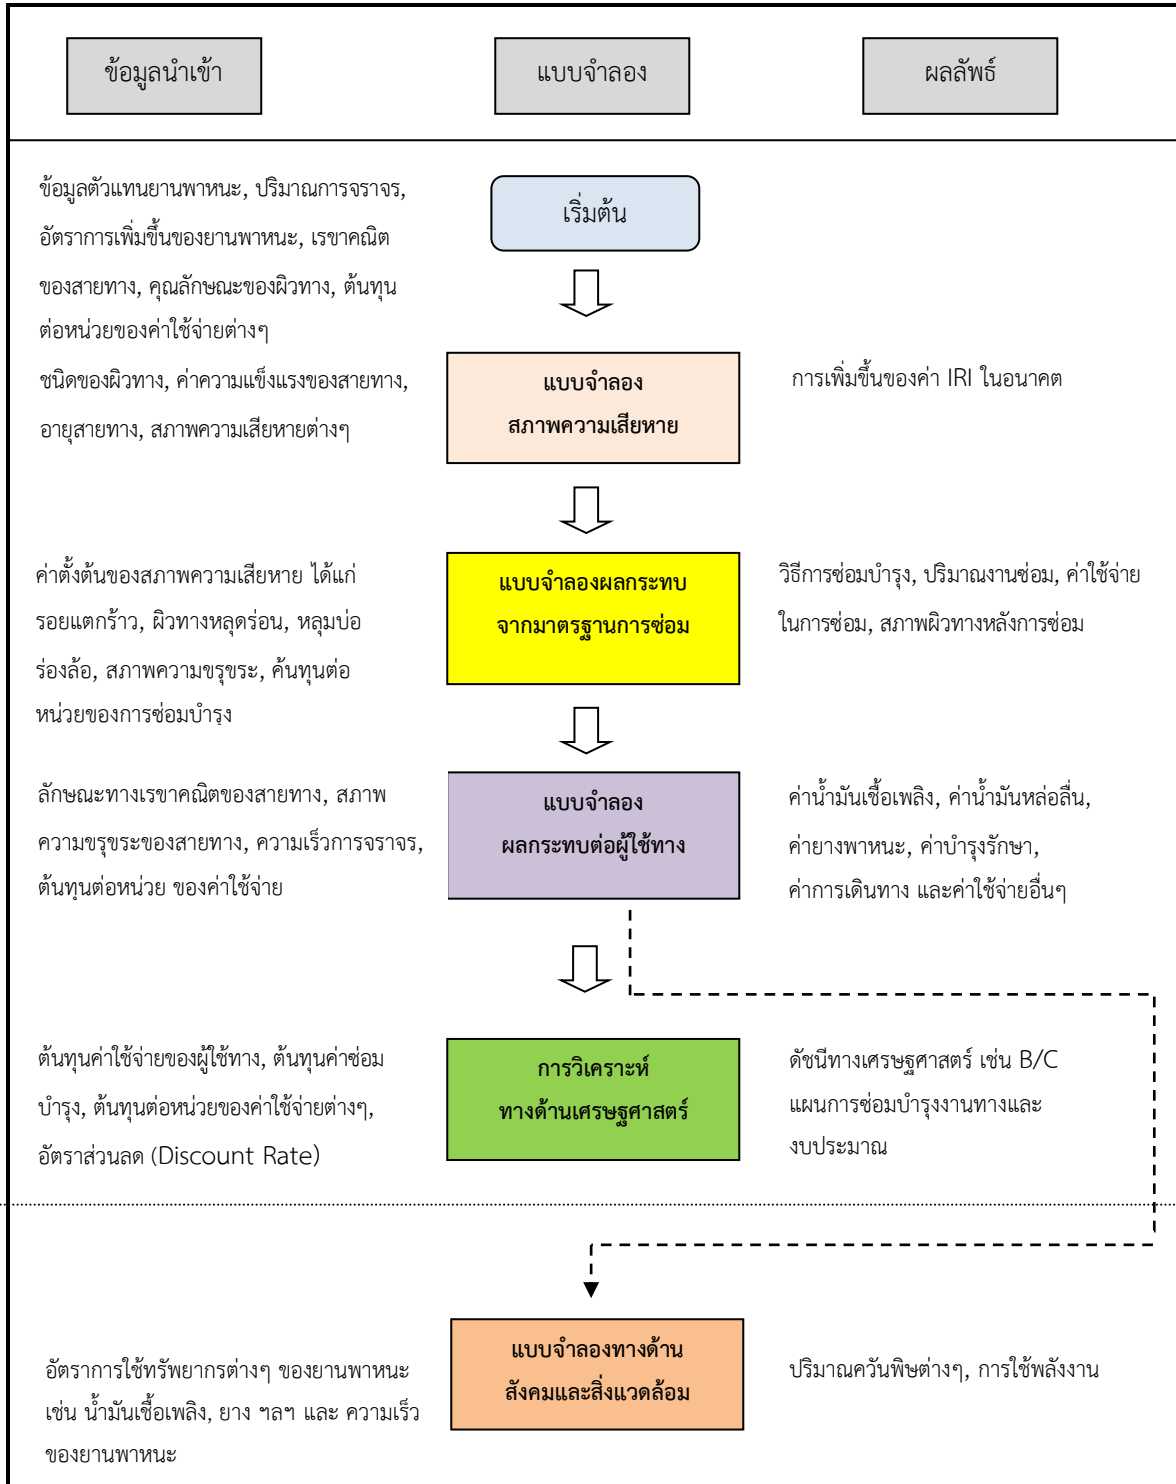 ข้อมูลนำเข้า
แบบจำลอง
ผลลัพธ์
ข้อมูลตัวแทนยานพาหนะ, ปริมาณการจราจร,
อัตราการเพิ่มขึ้นของยานพาหนะ, เรขาคณิต
ของสายทาง, คุณลักษณะของผิวทาง, ต้นทุน
ต่อหน่วยของค่าใช้จ่ายต่างๆ
เริ่มต้น
ชนิดของผิวทาง, ค่าความแข็งแรงของสายทาง,
อายุสายทาง, สภาพความเสียหายต่างๆ
แบบจำลอง
สภาพความเสียหาย
การเพิ่มขึ้นของค่า IRI ในอนาคต
ค่าตั้งต้นของสภาพความเสียหาย ได้แก่
รอยแตกร้าว, ผิวทางหลุดร่อน, หลุมบ่อ
ร่องล้อ, สภาพความขรุขระ, ค้นทุนต่อ
หน่วยของการซ่อมบำรุง
แบบจำลองผลกระทบ
จากมาตรฐานการซ่อม
วิธีการซ่อมบำรุง, ปริมาณงานซ่อม, ค่าใช้จ่าย
ในการซ่อม, สภาพผิวทางหลังการซ่อม
ลักษณะทางเรขาคณิตของสายทาง, สภาพ
ความขรุขระของสายทาง, ความเร็วการจราจร,
ต้นทุนต่อหน่วย ของค่าใช้จ่าย
แบบจำลอง
ผลกระทบต่อผู้ใช้ทาง
ค่าน้ำมันเชื้อเพลิง, ค่าน้ำมันหล่อลื่น,
ค่ายางพาหนะ, ค่าบำรุงรักษา,
ค่าการเดินทาง และค่าใช้จ่ายอื่นๆ
ต้นทุนค่าใช้จ่ายของผู้ใช้ทาง, ต้นทุนค่าซ่อม
บำรุง, ต้นทุนต่อหน่วยของค่าใช้จ่ายต่างๆ,
อัตราส่วนลด (Discount Rate)
การวิเคราะห์
ทางด้านเศรษฐศาสตร์
ดัชนีทางเศรษฐศาสตร์ เช่น B/C
แผนการซ่อมบำรุงงานทางและ
งบประมาณ
อัตราการใช้ทรัพยากรต่างๆ ของยานพาหนะ
เช่น น้ำมันเชื้อเพลิง, ยาง ฯลฯ และ ความเร็ว
ของยานพาหนะ
แบบจำลองทางด้าน
สังคมและสิ่งแวดล้อม
ปริมาณควันพิษต่างๆ, การใช้พลังงาน